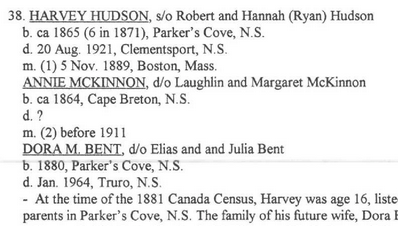 38. HARVEY HUDSON, s/o Robert and Hannah (Ryan) Hudson
b. ca 1865 (6 in 1871), Parker's Cove, N.S.
d. 20 Aug. 1921, Clementsport, N.S.
m. (1) 5 Nov. 1889, Boston, Mass.
ANNIE MCKINNON, d/o Laughlin and Margaret McKinnon
b. ca 1864, Cape Breton, N.S.
d. ?
m. (2) before 1911
DORA M. BENT, d/o Elias and and Julia Bent
b. 1880, Parker's Cove, N.S.
d. Jan. 1964, Truro, N.S.
- At the time of the 1881 Canada Census, Harvey was age 16, liste
parents in Parker's Cove, N.S. The family of his future wife, Dora